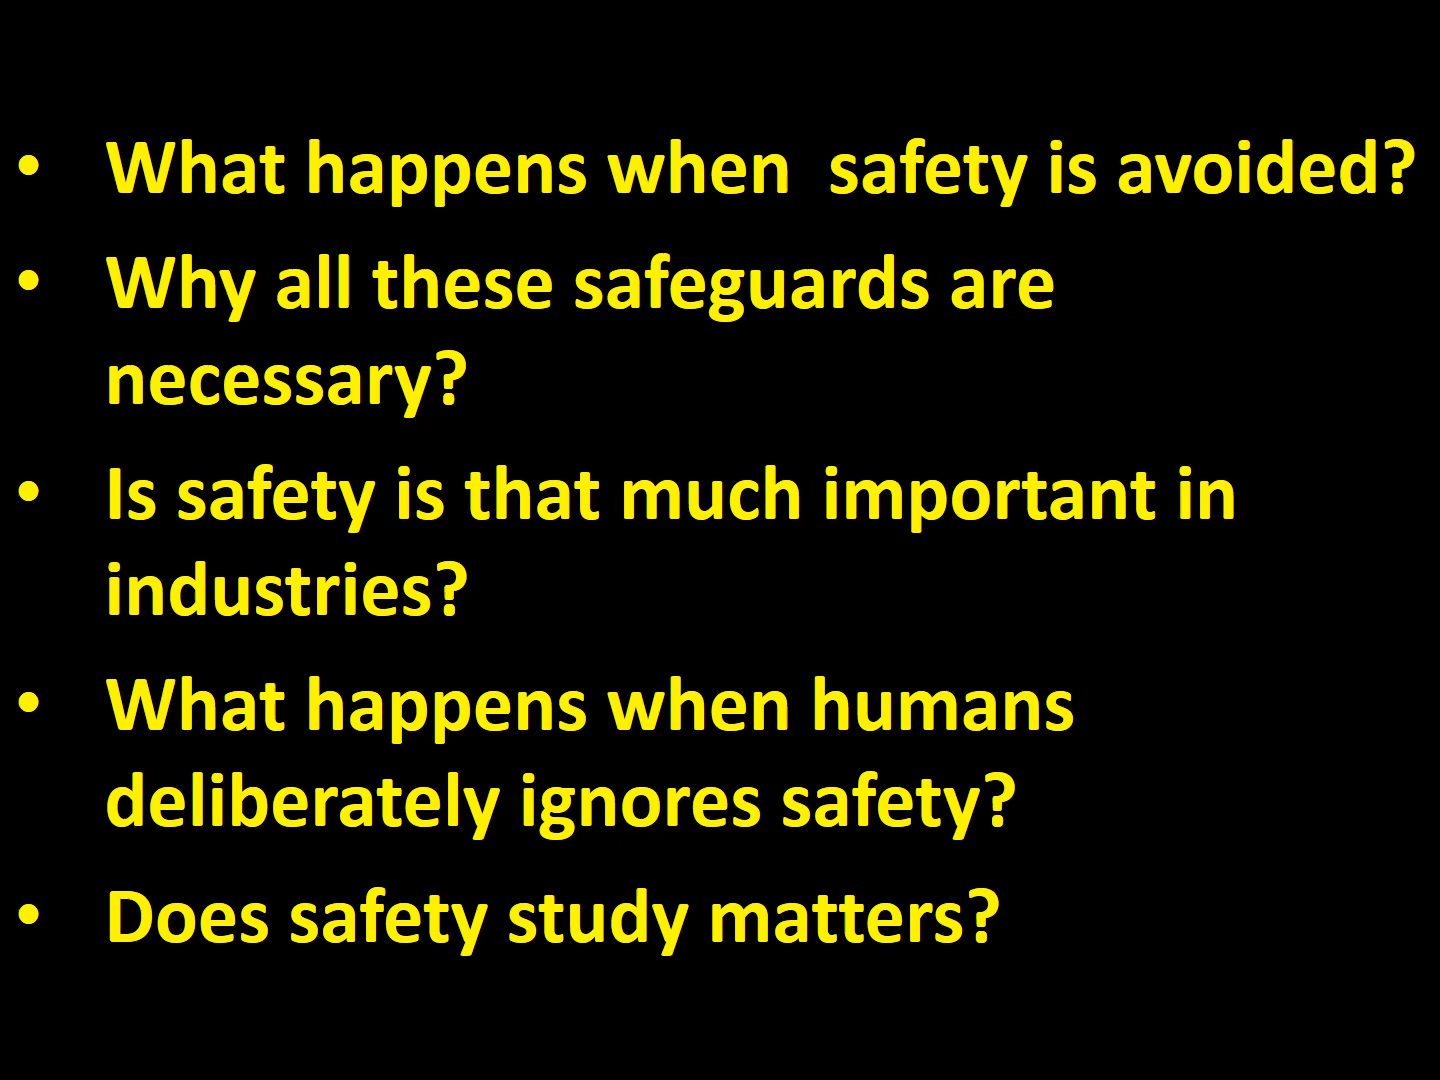 • What happens when  safety is avoided?
• Why all these safeguards are
necessary?
• Is safety is that much important in
industries?
• What happens when humans
deliberately ignores safety?
• Does safety study matters?